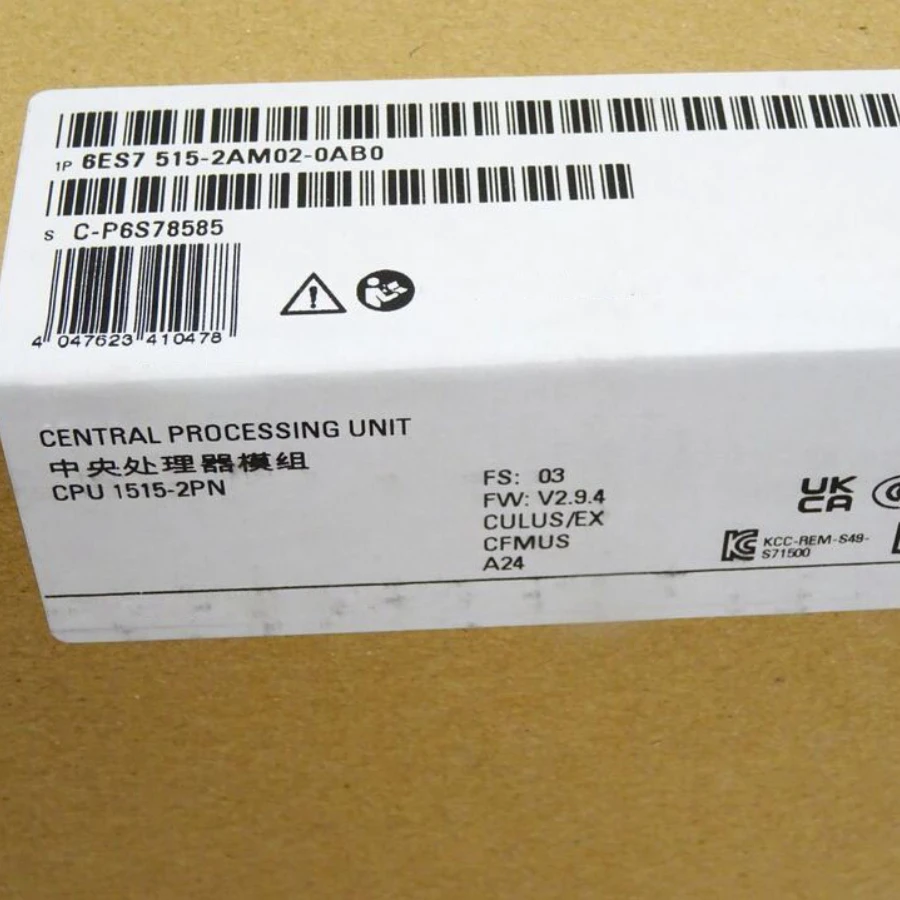 1P 6ES7 515-2AM02-0AB0
S C-P6S78585
4 047623 410478
CENTRAL PROCESSING UNIT
中央处理器模组
CPU 1515-2PN
FS: 03
FW: V2.9.4
CULUS/EX
CFMUS
A24
UK
CA
KCC-REM-S49-
S71500